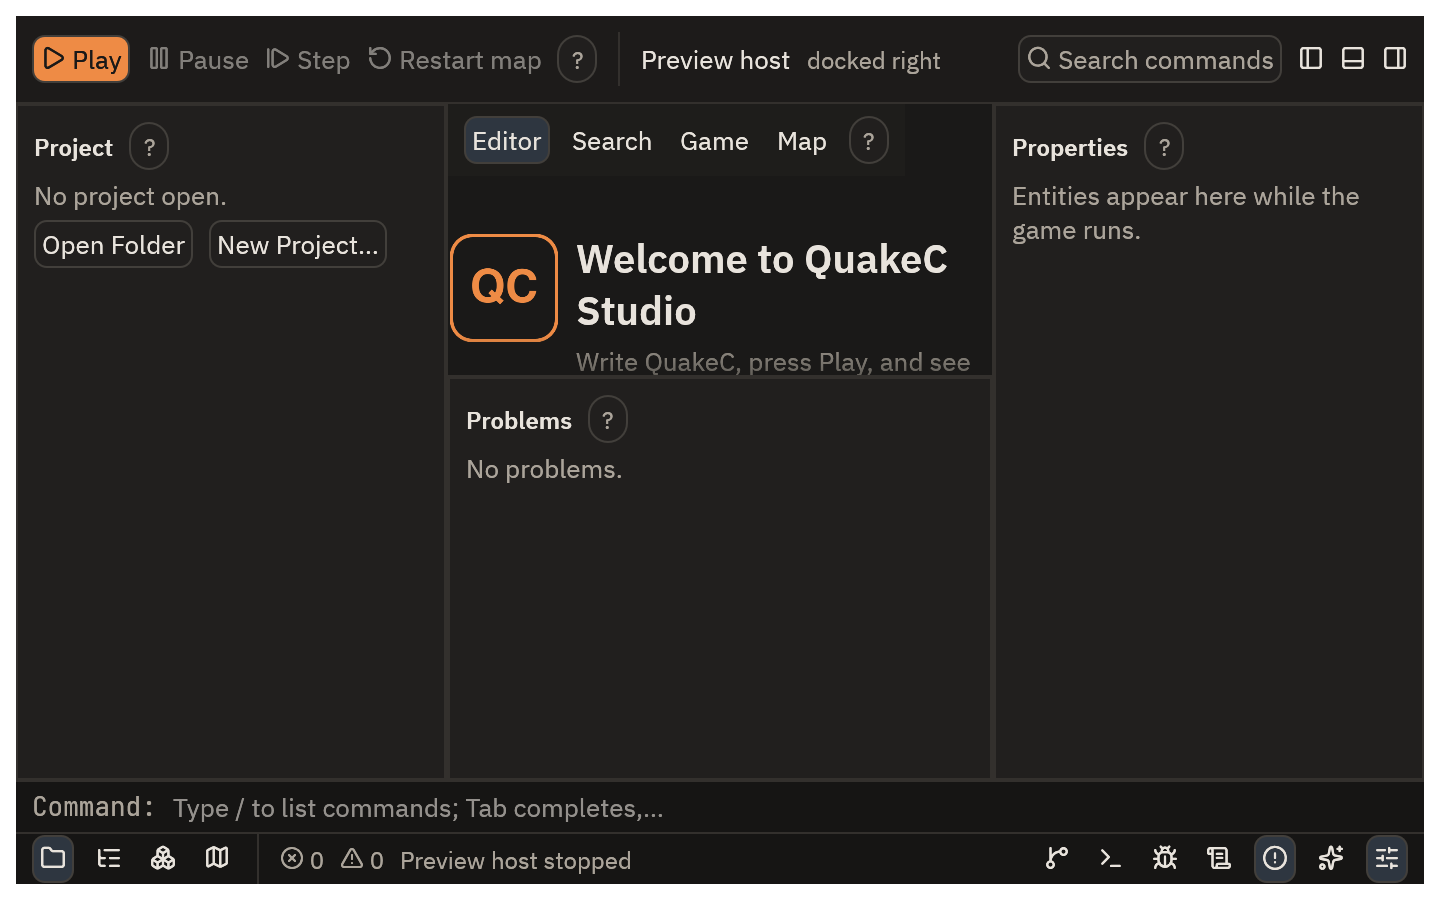 Play Pause Step Restart map ? Preview host docked right Search commands
Project ?
No project open.
Open Folder New Project...
Editor Search Game Map ?
QC
Welcome to QuakeC
Studio
Write QuakeC, press Play, and see
Problems ?
No problems.
Properties ?
Entities appear here while the
game runs.
Command: Type / to list commands; Tab completes,...
0 0 Preview host stopped